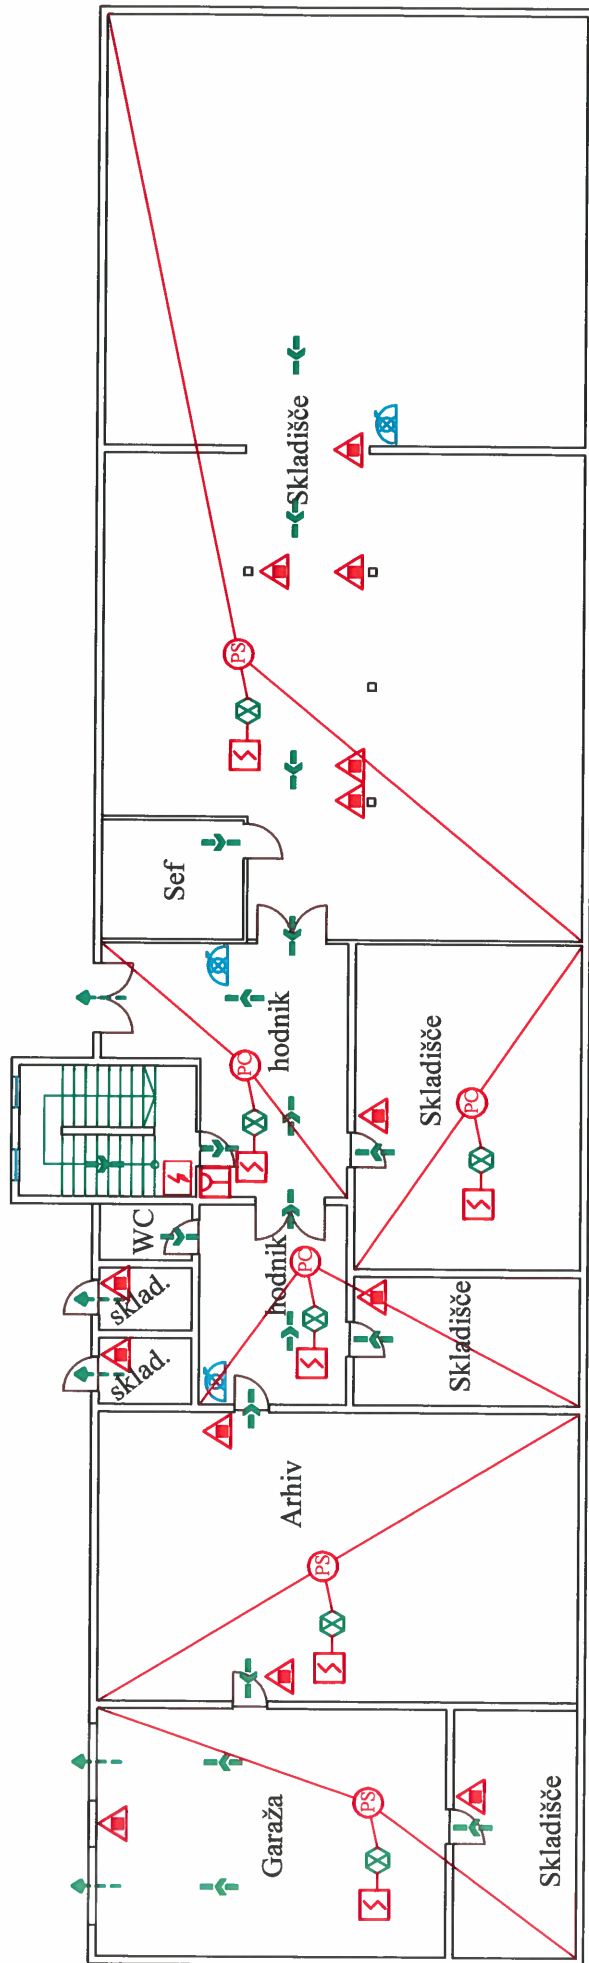 Skladišče
PS
Sef
hodnik
PC
Skladišče
PC
WC
sklad.
sklad.
hodnik
PC
Skladišče
Arhiv
PS
Garaža
PS
Skladišče